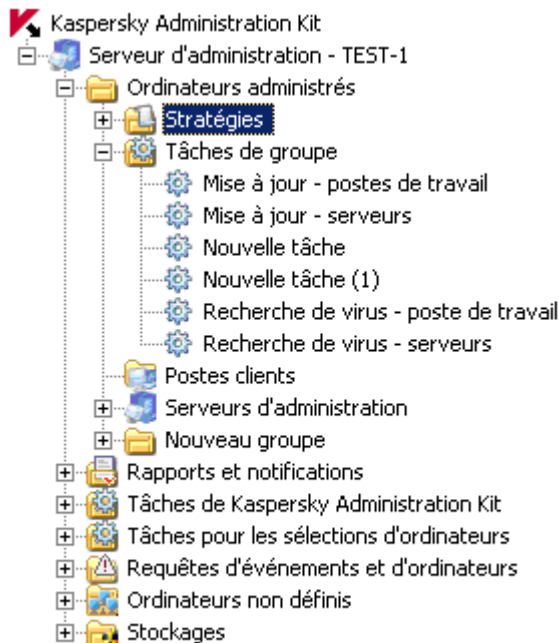 Kaspersky Administration Kit
Serveur d'administration - TEST-1
Ordinateurs administrés
Stratégies
Tâches de groupe
Mise à jour - postes de travail
Mise à jour - serveurs
Nouvelle tâche
Nouvelle tâche (1)
Recherche de virus - poste de travail
Recherche de virus - serveurs
Postes clients
Serveurs d'administration
Nouveau groupe
Rapports et notifications
Tâches de Kaspersky Administration Kit
Tâches pour les sélections d'ordinateurs
Requêtes d'événements et d'ordinateurs
Ordinateurs non définis
Stockages